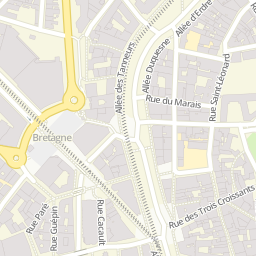 Allée d'Erdre
Allée des Tanneurs
Allée Duquesne
Rue Saint-Léonard
Rue du Marais
Bretagne
Rue des Trois Croissants
Rue Paré
Rue Guépin
Rue Cacault